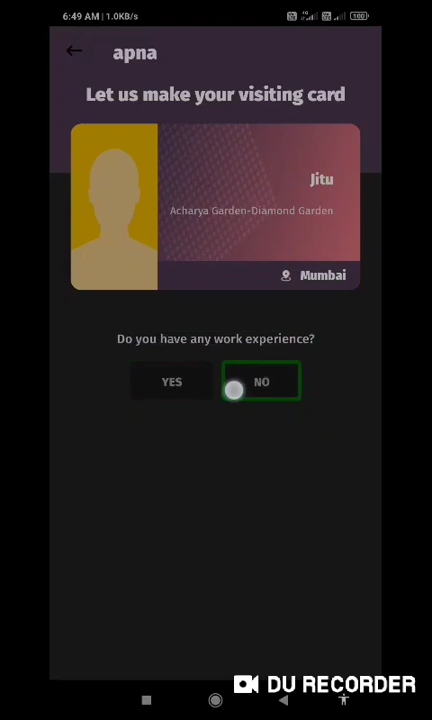 6:49 AM | 1.0KB/s
apna
Let us make your visiting card
Jitu
Acharya Garden-Diamond Garden
Mumbai
Do you have any work experience?
YES
NO
DU RECORDER